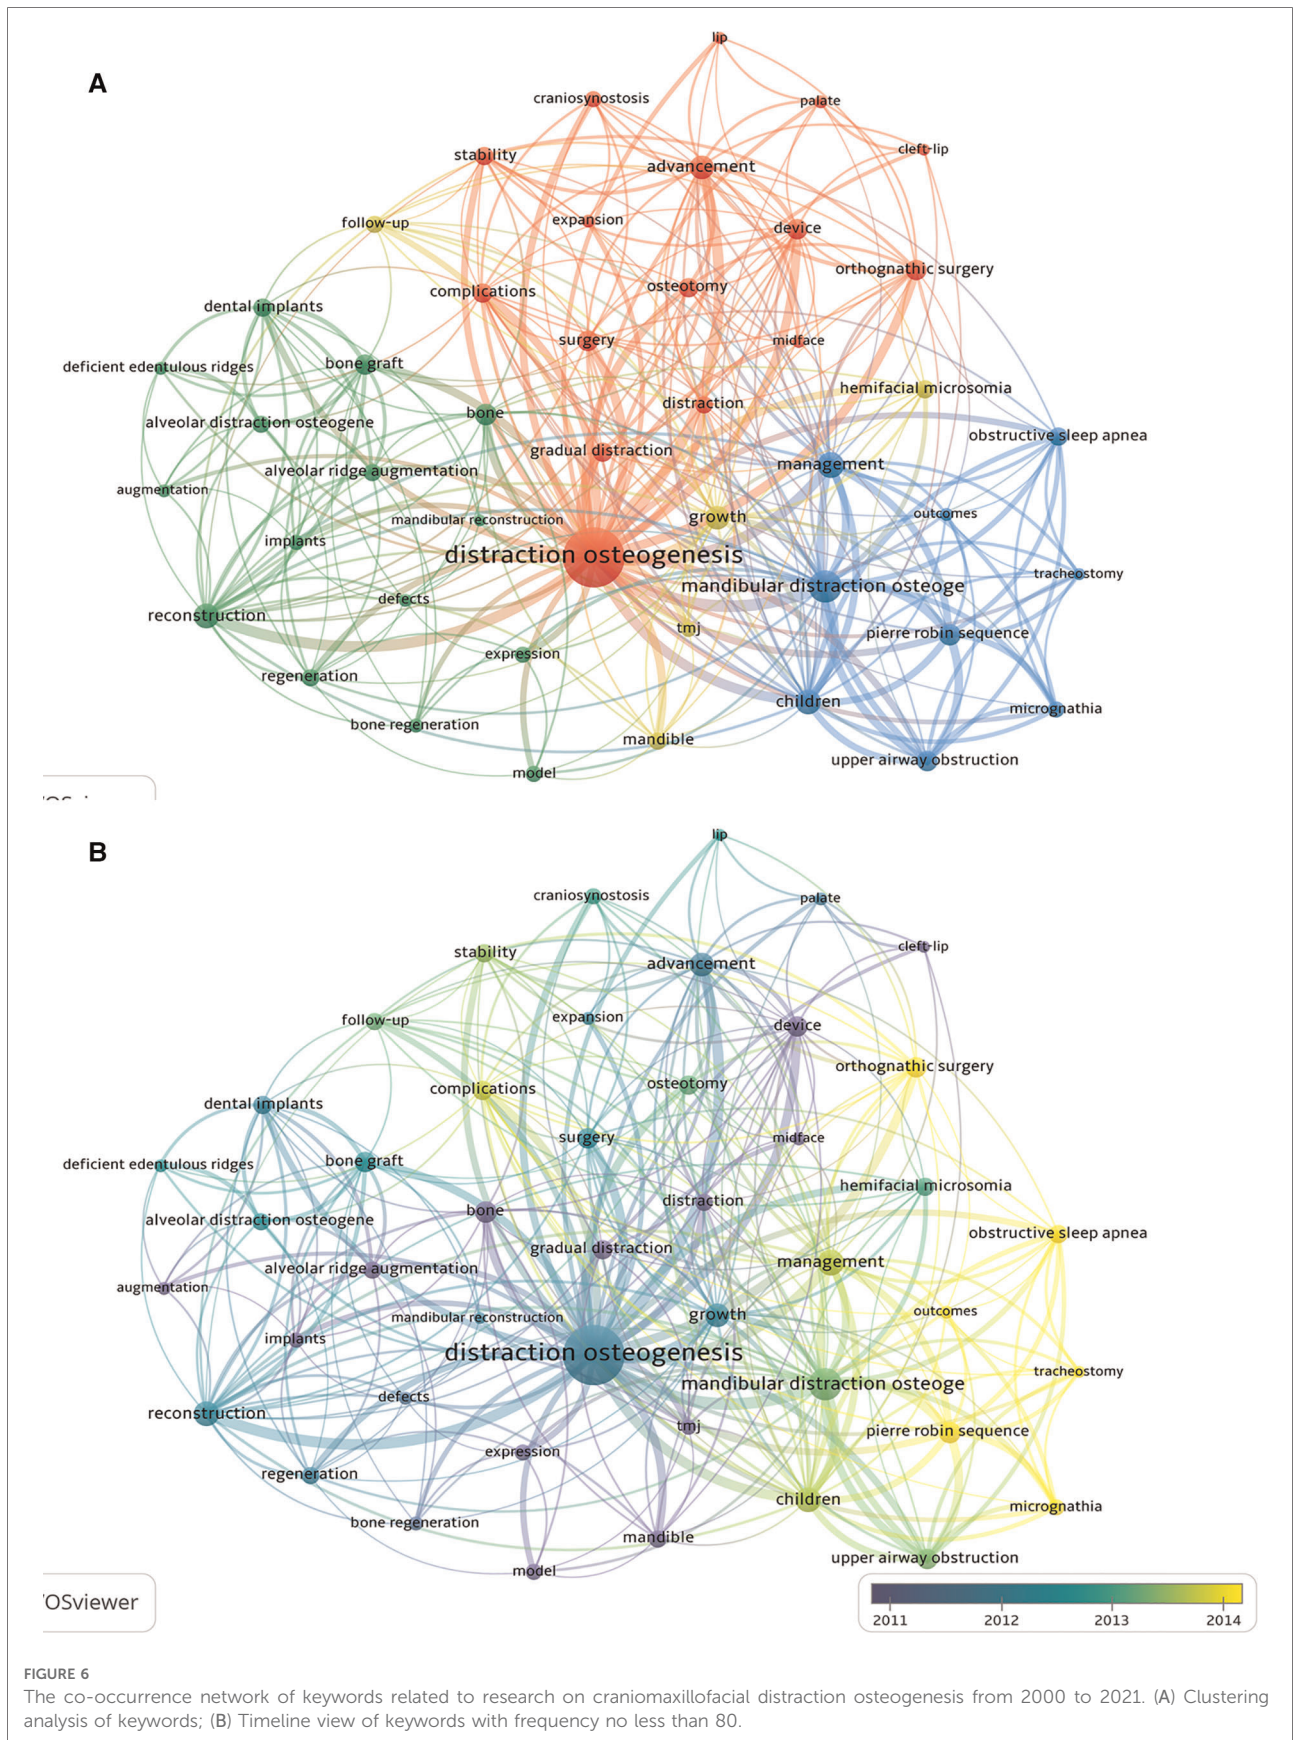 A
lip
craniosynostosis
palate
cleft-lip
stability
advancement
follow-up
expansion
device
orthognathic surgery
complications
osteotomy
dental implants
surgery
midface
deficient edentulous ridges
bone graft
hemifacial microsomia
distraction
bone
alveolar distraction osteogene
obstructive sleep apnea
gradual distraction
management
alveolar ridge augmentation
augmentation
mandibular reconstruction
growth
outcomes
implants
distraction osteogenesis
tracheostomy
mandibular distraction osteoge
defects
reconstruction
tmj
pierre robin sequence
expression
regeneration
children
micrognathia
bone regeneration
mandible
upper airway obstruction
model
B
lip
craniosynostosis
palate
cleft-lip
stability
advancement
follow-up
expansion
device
orthognathic surgery
complications
osteotomy
dental implants
surgery
midface
deficient edentulous ridges
bone graft
hemifacial microsomia
distraction
bone
alveolar distraction osteogene
obstructive sleep apnea
gradual distraction
management
alveolar ridge augmentation
augmentation
mandibular reconstruction
growth
outcomes
implants
distraction osteogenesis
tracheostomy
mandibular distraction osteoge
defects
reconstruction
tmj
pierre robin sequence
expression
regeneration
children
micrognathia
bone regeneration
mandible
upper airway obstruction
model
OSviewer
2011 2012 2013 2014
FIGURE 6
The co-occurrence network of keywords related to research on craniomaxillofacial distraction osteogenesis from 2000 to 2021. (A) Clustering
analysis of keywords; (B) Timeline view of keywords with frequency no less than 80.